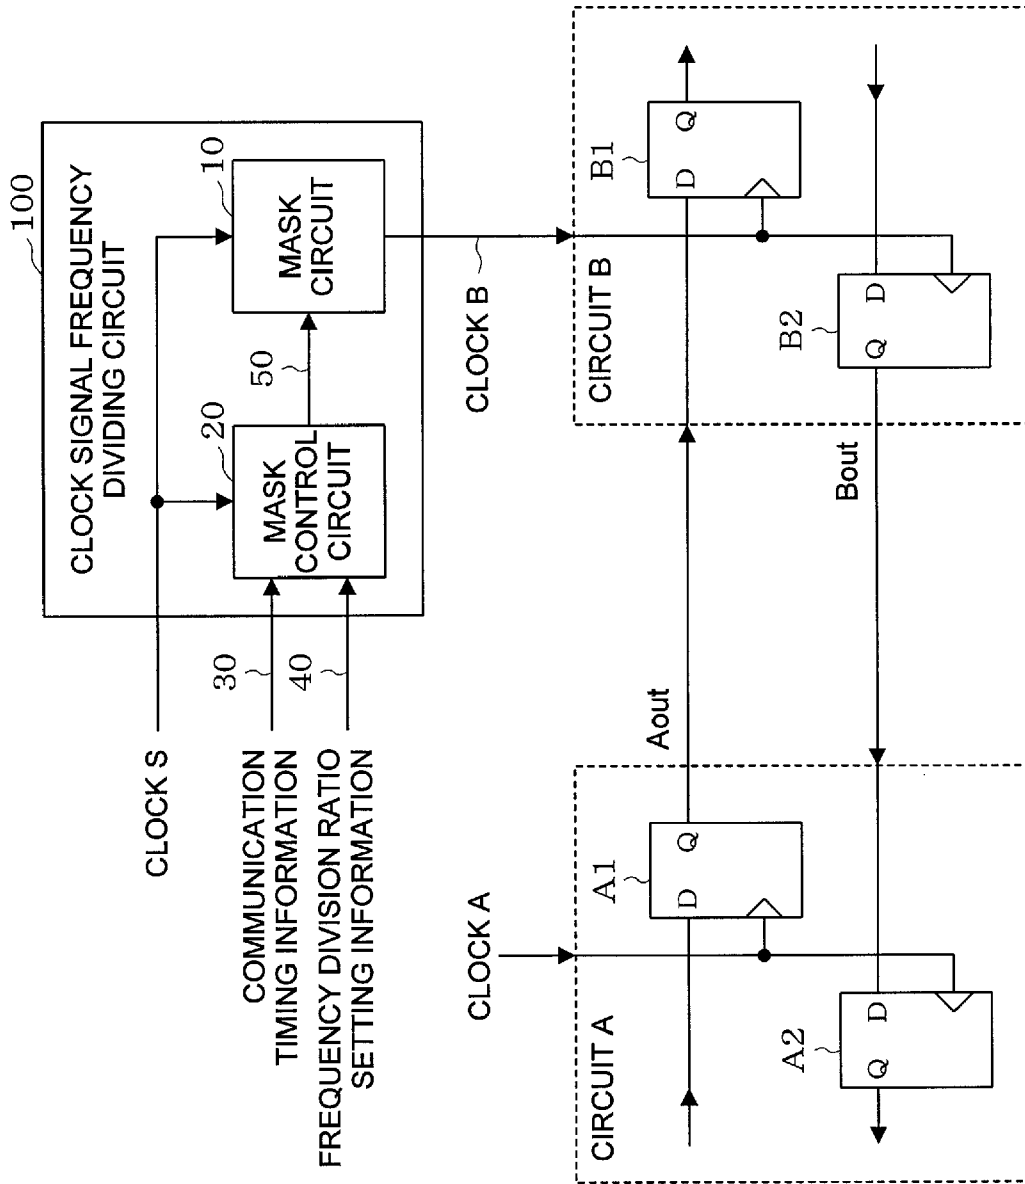 100
CLOCK SIGNAL FREQUENCY
DIVIDING CIRCUIT
CLOCK S
20
MASK
CONTROL
CIRCUIT
50
10
MASK
CIRCUIT
30
COMMUNICATION
TIMING INFORMATION
40
FREQUENCY DIVISION RATIO
SETTING INFORMATION
CLOCK A
CLOCK B
CIRCUIT A
A1
D
Q
Aout
CIRCUIT B
B1
D
Q
A2
Q
D
Bout
B2
Q
D